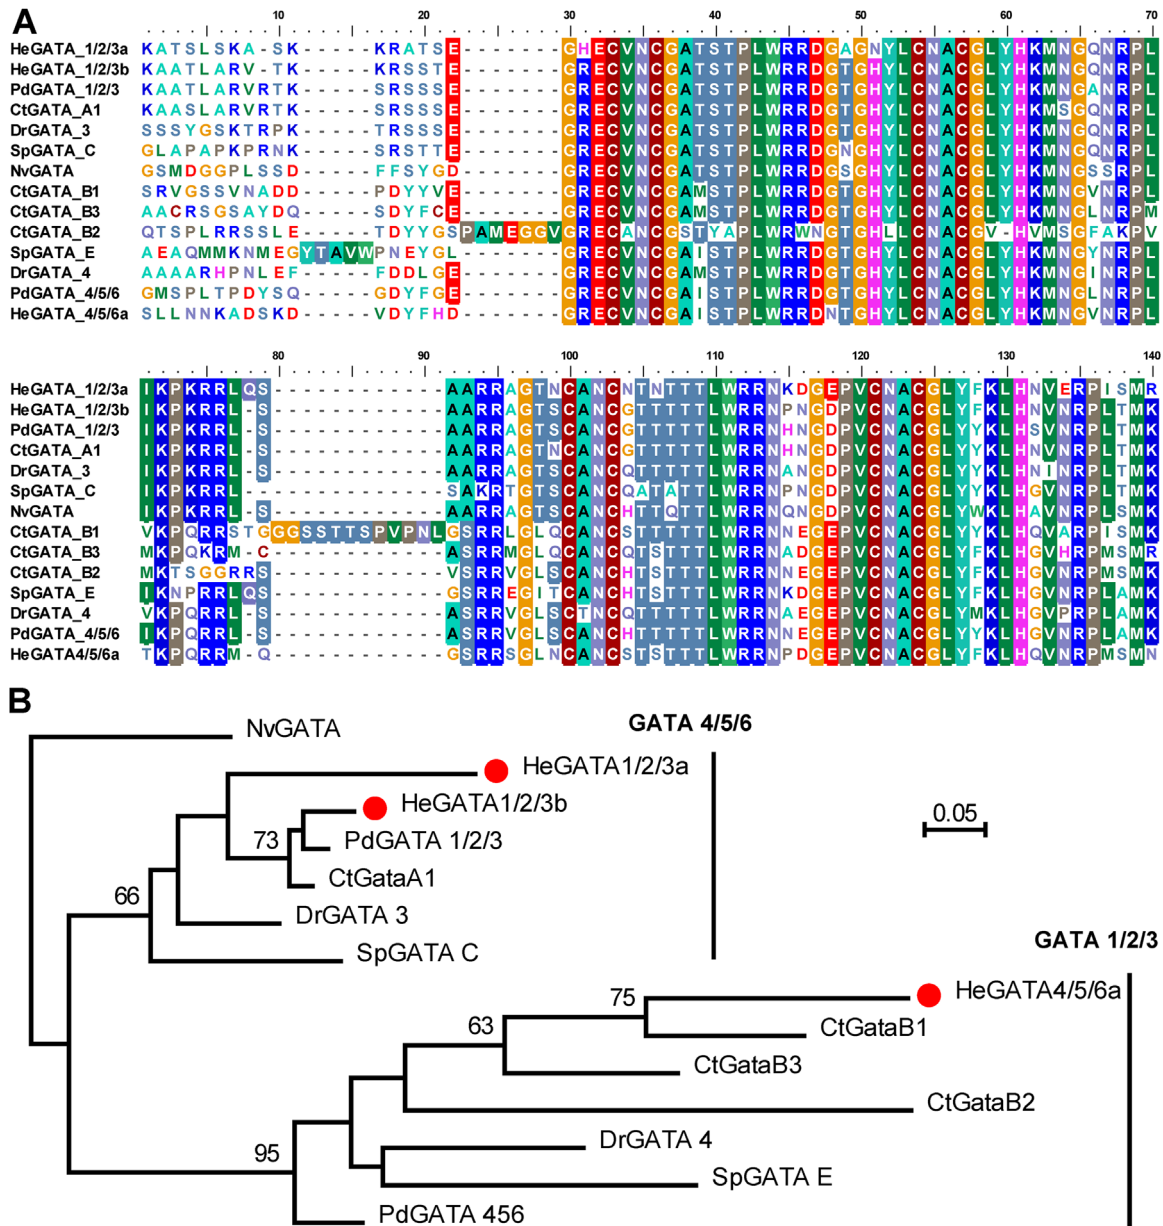 A
10 20 30 40 50 60 70
HeGATA_1/2/3a KATSLSKA-SK-----KRATSE-------GHECVNCGATSTPLWRRDGAGNYLCNACGLYHKMNGQNRPL
HeGATA_1/2/3b KAATLARV-TK-----KRSSTE-------GRECVNCGATSTPLWRRDGTGHYLCNACGLYHKMNGQNRPL
PdGATA_1/2/3 KAATLARVRTK-----SRSSSE-------GRECVNCGATSTPLWRRDGTGHYLCNACGLYHKMNGANRPL
CtGATA_A1 KAASLARVRTK-----SRSSSE-------GRECVNCGATSTPLWRRDGTGHYLCNACGLYHKMSGQNRPL
DrGATA_3 SSSYGSKTRPK-----TRSSSE-------GRECVNCGATSTPLWRRDGTGHYLCNACGLYHKMNGQNRPL
SpGATA_C GLAPAPKPRNK-----SRSTTE-------GRECVNCGATSTPLWRRDGNGHYLCNACGLYHKMNGQNRPL
NvGATA GSMDGGPLSSD-----FFSYGD-------GRECVNCGATSTPLWRRDGSGHYLCNACGLYHKMNGSSRPL
CtGATA_B1 SRVGSSVNADD-----PDYYVE-------GRECVNCGAMSTPLWRRDGTGHYLCNACGLYHKMNGVNRPL
CtGATA_B3 AACRSGSAYDQ-----SDYFCE-------GRECVNCGAMSTPLWRRDGTGHYLCNACGLYHKMNGLNRPM
CtGATA_B2 QTSPLRRSSLE-----TDYYGSPAMEGGVGRECANCGSTYAPLWRWNGTGHLLCNACGV-HVMSGFAKPV
SpGATA_E AEAQMMKNMEGYTAVWPNEYGL-------GRECVNCGAISTPLWRRDGTGHYLCNACGLYHKMNGVNRPL
DrGATA_4 AAAARHPNLEF-----FDDLGE-------GRECVNCGAMSTPLWRRDGTGHYLCNACGLYHKMNGINRPL
PdGATA_4/5/6 GMSPLTPDYSQ-----GDYFGE-------GRECVNCGAISTPLWRRDGTGHYLCNACGLYHKMNGLNRPL
HeGATA_4/5/6a SLLNNKADSKD-----VDYFHD-------GRECVNCGAISTPLWRRDNTGHYLCNACGLYHKMNGVNRPL
80 90 100 110 120 130 140
HeGATA_1/2/3a IKPKRRLQS------------AARRAGTNCANCNTNTTTLWRRNKDGEPVCNACGLYFKLHNVERPISMR
HeGATA_1/2/3b IKPKRRL-S------------AARRAGTSCANCGTTTTTLWRRNPNGDPVCNACGLYFKLHNVNRPLTMK
PdGATA_1/2/3 IKPKRRL-S------------AARRAGTSCANCGTTTTTLWRRNHNGDPVCNACGLYYKLHSVNRPLTMK
CtGATA_A1 IKPKRRL-S------------AARRAGTNCANCGTTTTTLWRRNHNGDPVCNACGLYYKLHNVNRPLTMK
DrGATA_3 IKPKRRL-S------------AARRAGTSCANCQTTTTTLWRRNANGDPVCNACGLYYKLHNINRPLTMK
SpGATA_C IKPKRRL--------------SAKRTGTSCANCQATATTLWRRNPNGDPVCNACGLYYKLHGVNRPLTMK
NvGATA IKPKRRL-S------------AARRAGTSCANCHTTQTTLWRRNQNGDPVCNACGLYWKLHAVNRPLTMK
CtGATA_B1 VKPQRRSTGGGSSTTSPVPNLGSRRLGLQCANCSTSTTTLWRRNNEGEPVCNACGLYYKLHQVARPISMK
CtGATA_B3 MKPQKRM-C------------ASRRMGLQCANCQTSTTTLWRRNADGEPVCNACGLYFKLHGVHRPMSMR
CtGATA_B2 MKTSGGRRS------------VSRRVGLSCANCHTSTTTLWRRNNEGEPVCNACGLYFKLHGVNRPMSMK
SpGATA_E IKNPRRLQS------------GSRREGITCANCHTTTTTLWRRNKDGEPVCNACGLYFKLHGVNRPLAMK
DrGATA_4 VKPQRRL-S------------ASRRVGLSCTNCQTTTTTLWRRNAEGEPVCNACGLYMKLHGVPRPLAMK
PdGATA_4/5/6 IKPQRRL-S------------ASRRVGLSCANCHTTTTTLWRRNNEGEPVCNACGLYYKLHGVNRPLAMK
HeGATA4/5/6a TKPQRRM-Q------------GSRRSGLNCANCSTSTTTLWRRNPDGEPVCNACGLYFKLHQVNRPMSMN
B
NvGATA
GATA 4/5/6
HeGATA1/2/3a
HeGATA1/2/3b
0.05
73
PdGATA 1/2/3
CtGataA1
66
DrGATA 3
SpGATA C
GATA 1/2/3
75
HeGATA4/5/6a
63
CtGataB1
CtGataB3
CtGataB2
DrGATA 4
95
SpGATA E
PdGATA 456